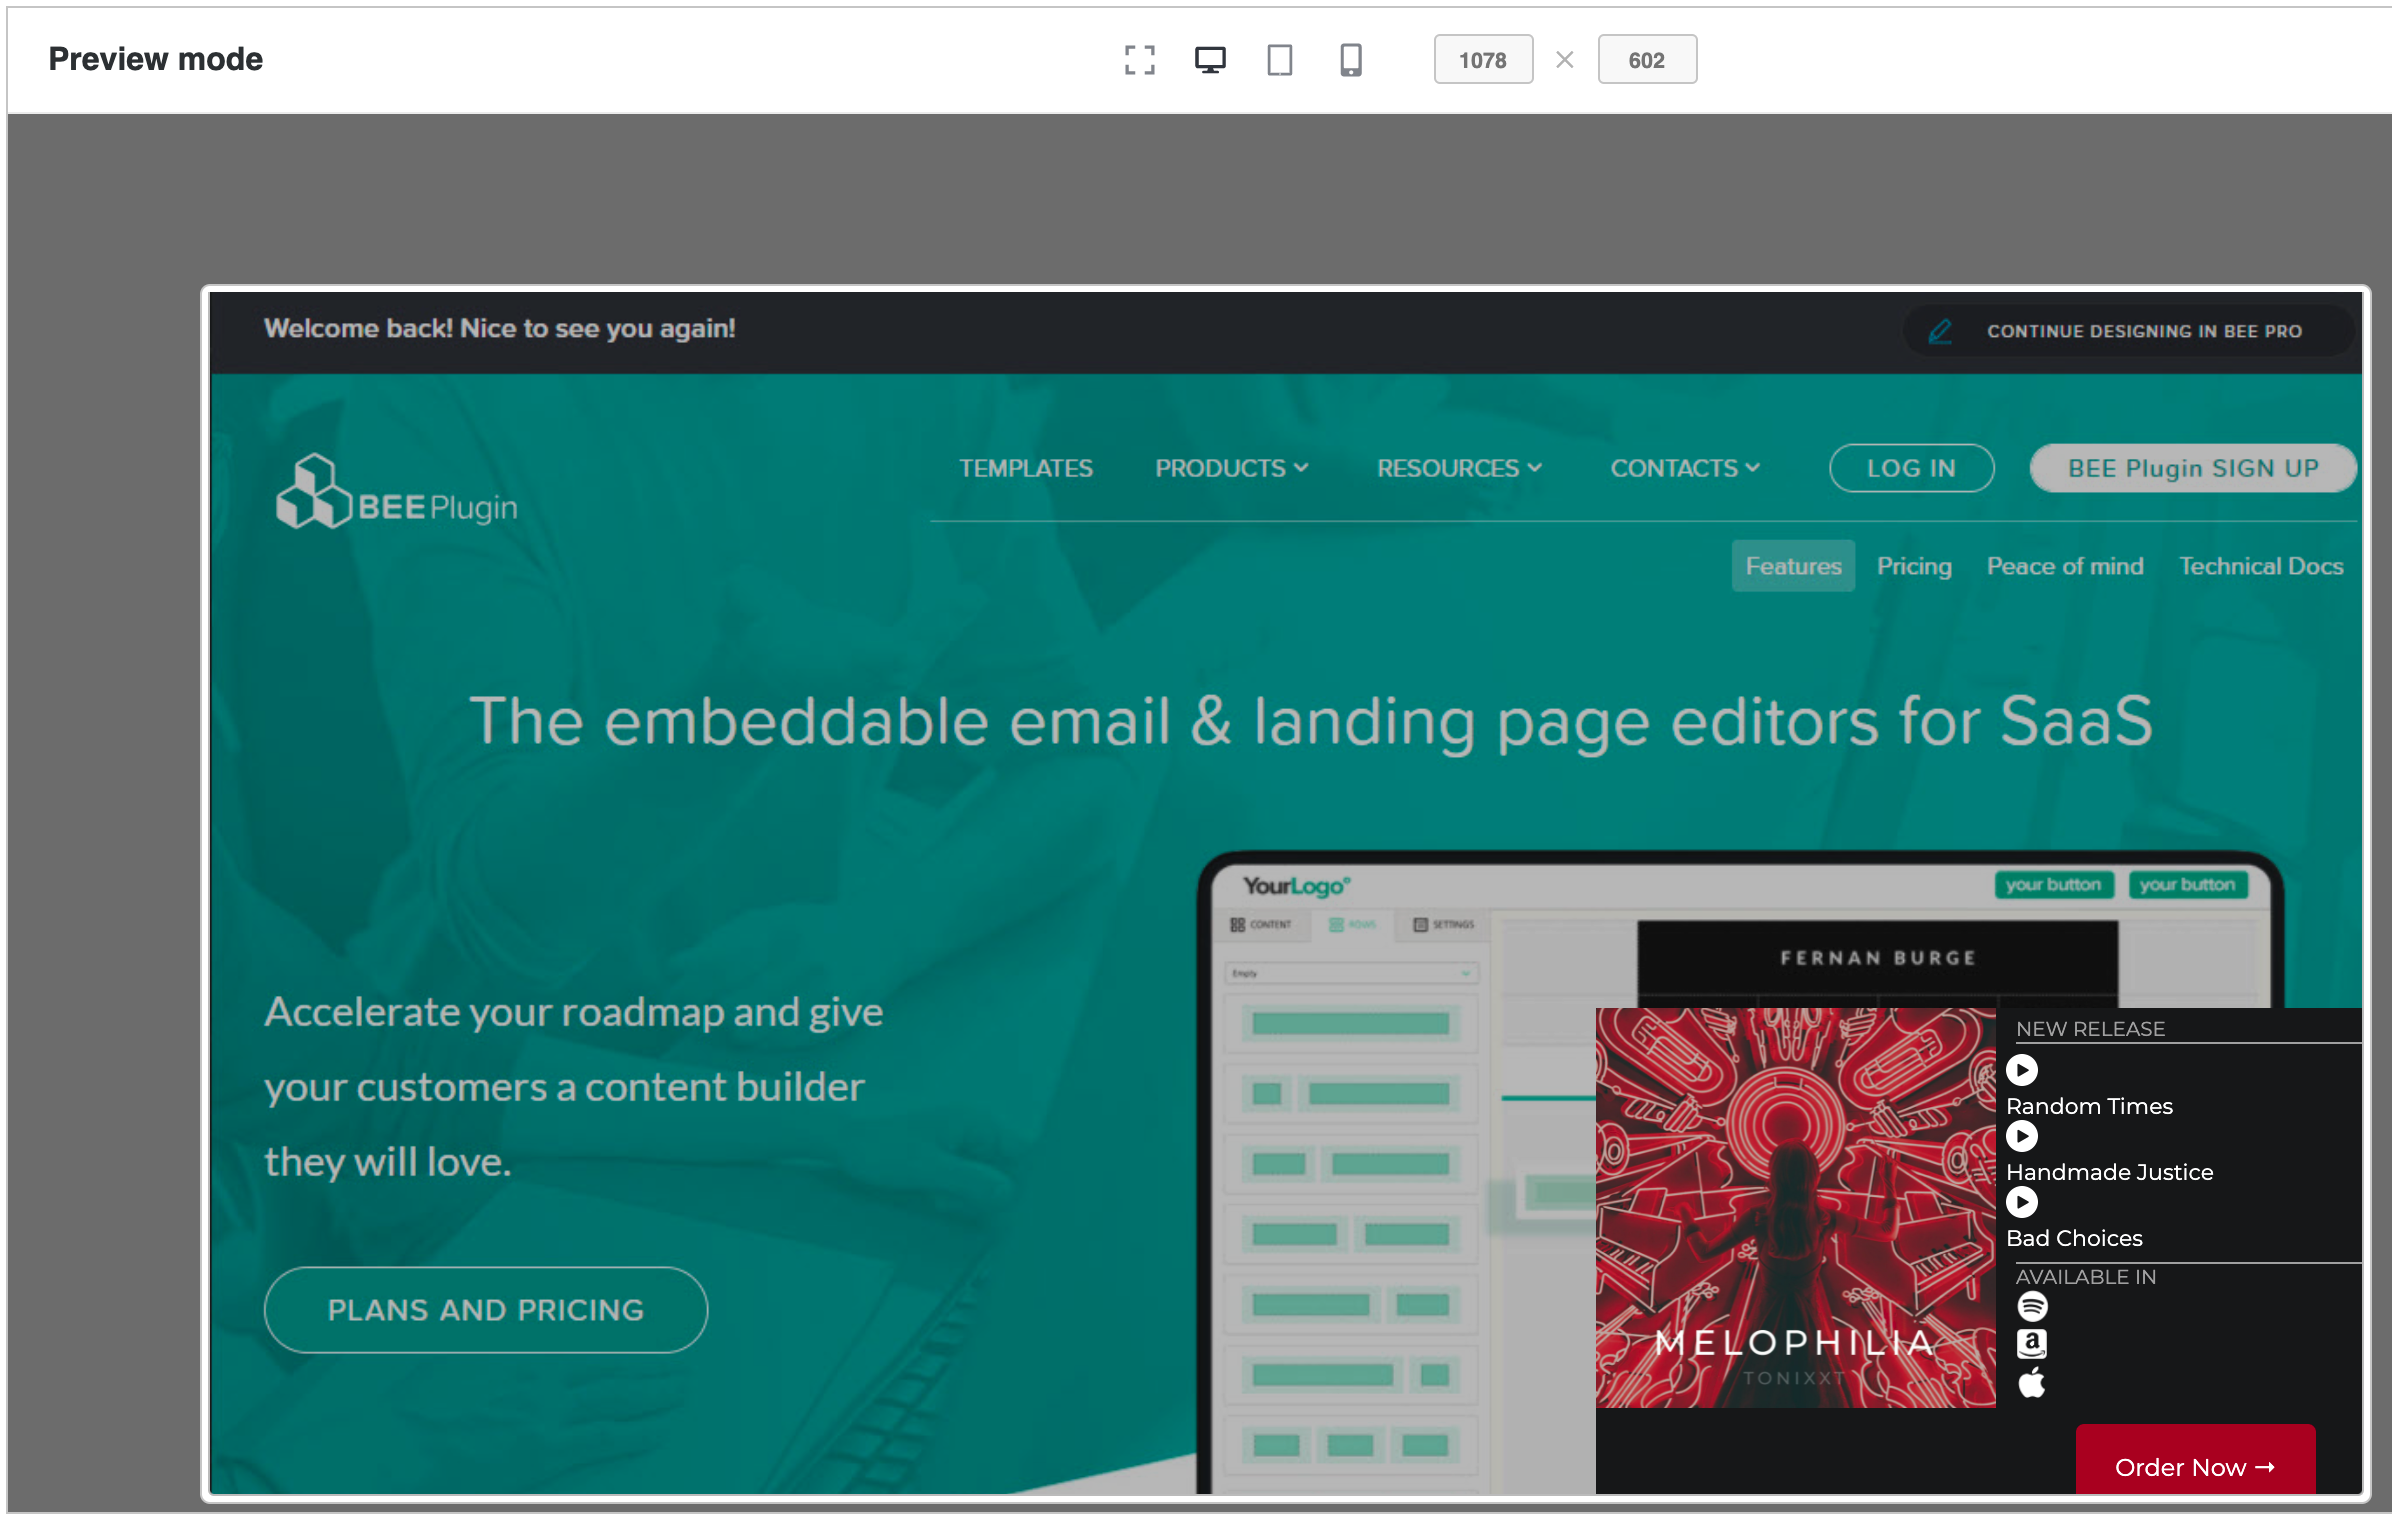 Preview mode
1078 × 602
Welcome back! Nice to see you again!
CONTINUE DESIGNING IN BEE PRO
TEMPLATES PRODUCTS RESOURCES CONTACTS LOG IN BEE Plugin SIGN UP
BEE Plugin
Features Pricing Peace of mind Technical Docs
The embeddable email & landing page editors for SaaS
Accelerate your roadmap and give
your customers a content builder
they will love.
PLANS AND PRICING
YourLogo®
your button your button
CONTENT ROWS SETTINGS
Empty
FERNAN BURGE
MELOPHILIA
TONIXXT
NEW RELEASE
Random Times
Handmade Justice
Bad Choices
AVAILABLE IN
Order Now →